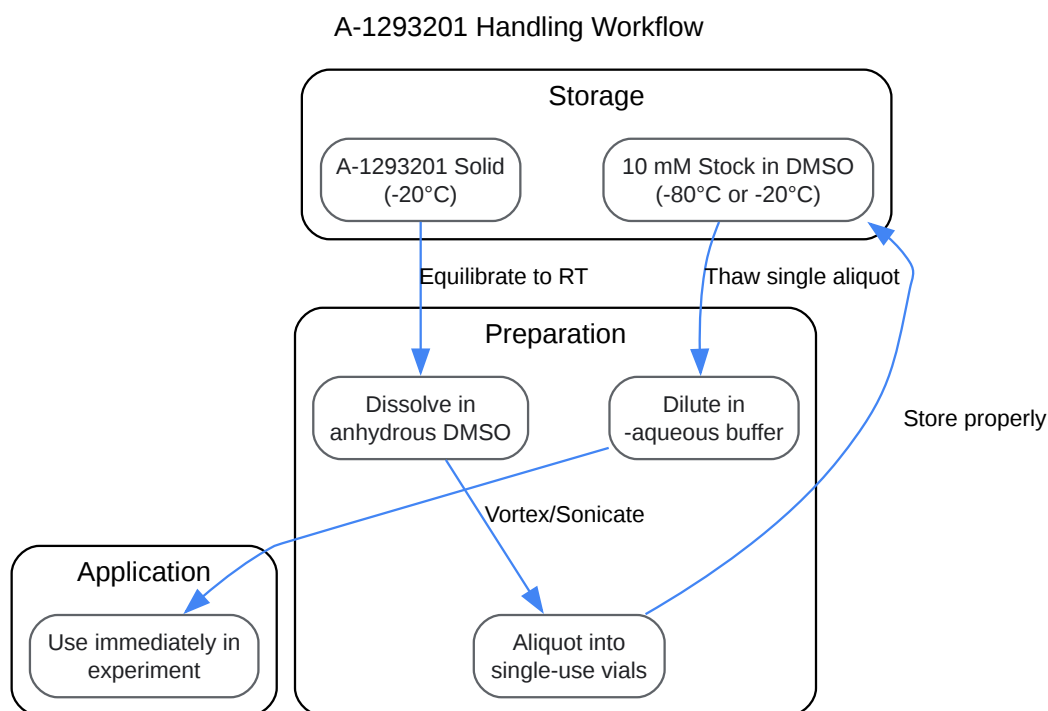 A-1293201 Handling Workflow
Storage
A-1293201 Solid
(-20°C)
10 mM Stock in DMSO
(-80°C or -20°C)
Equilibrate to RT
Thaw single aliquot
Preparation
Dissolve in
anhydrous DMSO
Dilute in
-aqueous buffer
Store properly
Vortex/Sonicate
Application
Use immediately in
experiment
Aliquot into
single-use vials